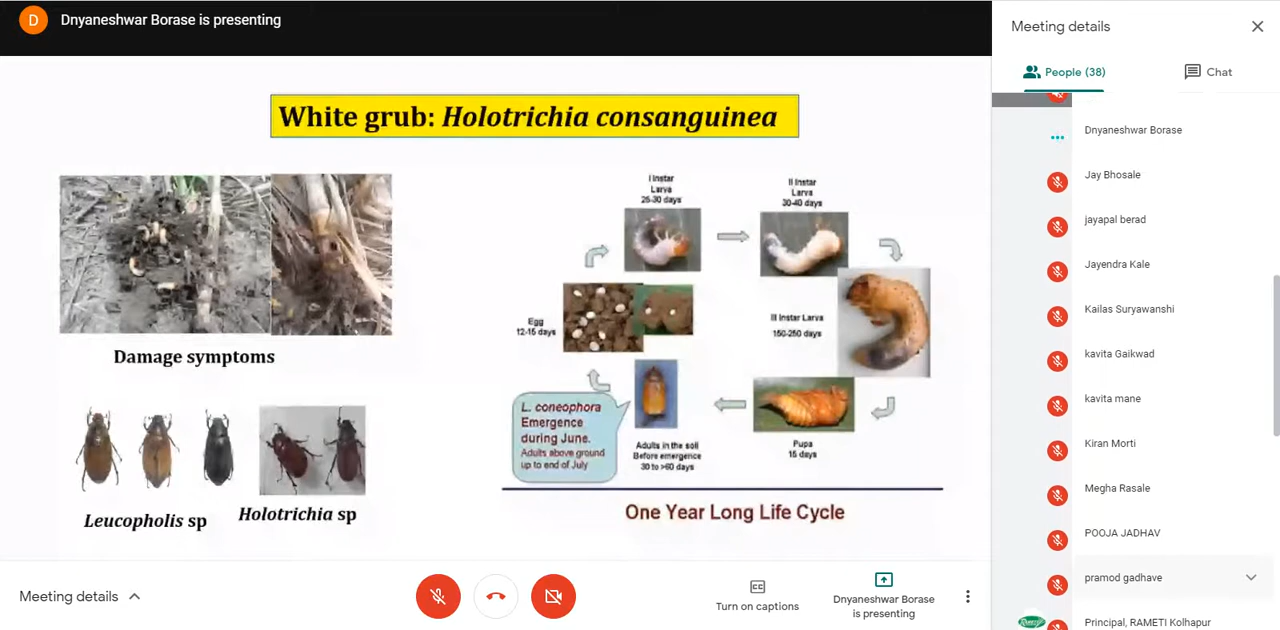 D
Dnyaneshwar Borase is presenting
White grub: Holotrichia consanguinea
Damage symptoms
Leucopholis sp
Holotrichia sp
I Instar
Larva
25-30 days
II Instar
Larva
30-40 days
III Instar Larva
150-250 days
Pupa
15 days
Adults in the soil
Before emergence
30 to >60 days
Egg
12-15 days
L. coneophora
Emergence
during June.
Adults above ground
up to end of July
One Year Long Life Cycle
Meeting details
Turn on captions
Dnyaneshwar Borase
is presenting
Meeting details
People (38)
Chat
Dnyaneshwar Borase
Jay Bhosale
jayapal berad
Jayendra Kale
Kailas Suryawanshi
kavita Gaikwad
kavita mane
Kiran Morti
Megha Rasale
POOJA JADHAV
pramod gadhave
Principal, RAMETI Kolhapur